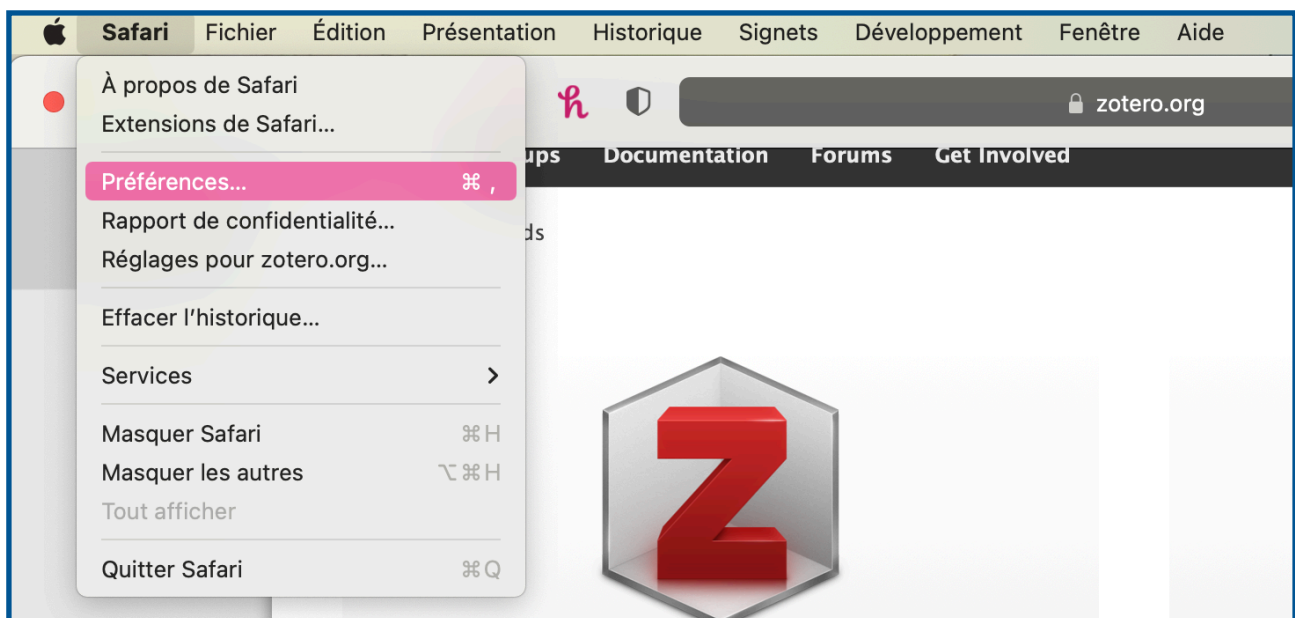 Safari Fichier Édition Présentation Historique Signets Développement Fenêtre Aide
zotero.org
Documentation Forums Get Involved
À propos de Safari
Extensions de Safari...
Préférences... ⌘ ,
Rapport de confidentialité...
Réglages pour zotero.org...
Effacer l’historique...
Services
Masquer Safari ⌘H
Masquer les autres ⌥⌘H
Tout afficher
Quitter Safari ⌘Q
Z